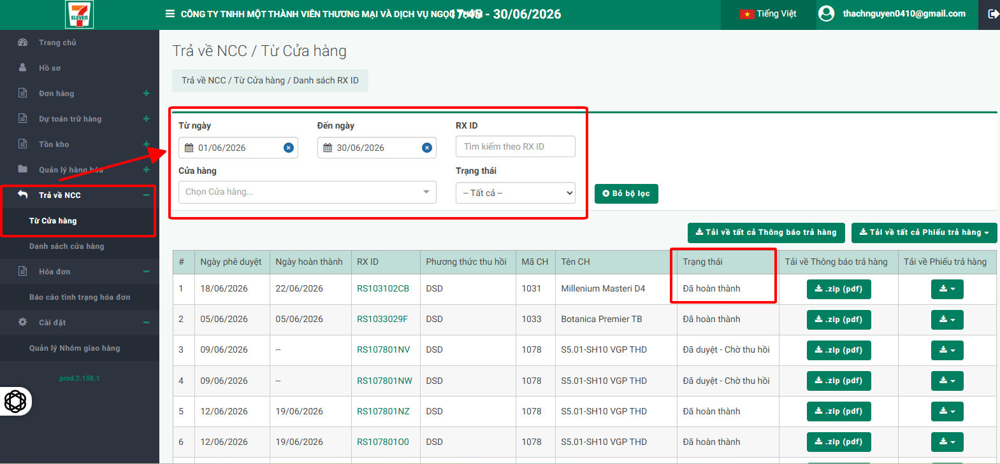 7
ELEVEN
CÔNG TY TNHH MỘT THÀNH VIÊN THƯƠNG MẠI VÀ DỊCH VỤ NGỌC
17:45 - 30/06/2026
Tiếng Việt
thachnguyen0410@gmail.com
Trang chủ
Hồ sơ
Đơn hàng
Dự toán trữ hàng
Tồn kho
Quản lý hàng hóa
Trả về NCC
Từ Cửa hàng
Danh sách cửa hàng
Hóa đơn
Báo cáo tình trạng hóa đơn
Cài đặt
Quản lý Nhóm giao hàng
prod.2.158.1
Trả về NCC / Từ Cửa hàng
Trả về NCC / Từ Cửa hàng / Danh sách RX ID
Từ ngày Đến ngày RX ID
01/06/2026 30/06/2026 Tìm kiếm theo RX ID
Cửa hàng Trạng thái
Chọn Cửa hàng... -- Tất cả -- Bỏ bộ lọc
Tải về tất cả Thông báo trả hàng Tải về tất cả Phiếu trả hàng
# Ngày phê duyệt Ngày hoàn thành RX ID Phương thức thu hồi Mã CH Tên CH Trạng thái Tải về Thông báo trả hàng Tải về Phiếu trả hàng
1 18/06/2026 22/06/2026 RS103102CB DSD 1031 Millenium Masteri D4 Đã hoàn thành .zip (pdf)
2 05/06/2026 05/06/2026 RS1033029F DSD 1033 Botanica Premier TB Đã hoàn thành .zip (pdf)
3 09/06/2026 -- RS107801NV DSD 1078 S5.01-SH10 VGP THD Đã duyệt - Chờ thu hồi .zip (pdf)
4 09/06/2026 -- RS107801NW DSD 1078 S5.01-SH10 VGP THD Đã duyệt - Chờ thu hồi .zip (pdf)
5 12/06/2026 19/06/2026 RS107801NZ DSD 1078 S5.01-SH10 VGP THD Đã hoàn thành .zip (pdf)
6 12/06/2026 19/06/2026 RS107801O0 DSD 1078 S5.01-SH10 VGP THD Đã hoàn thành .zip (pdf)